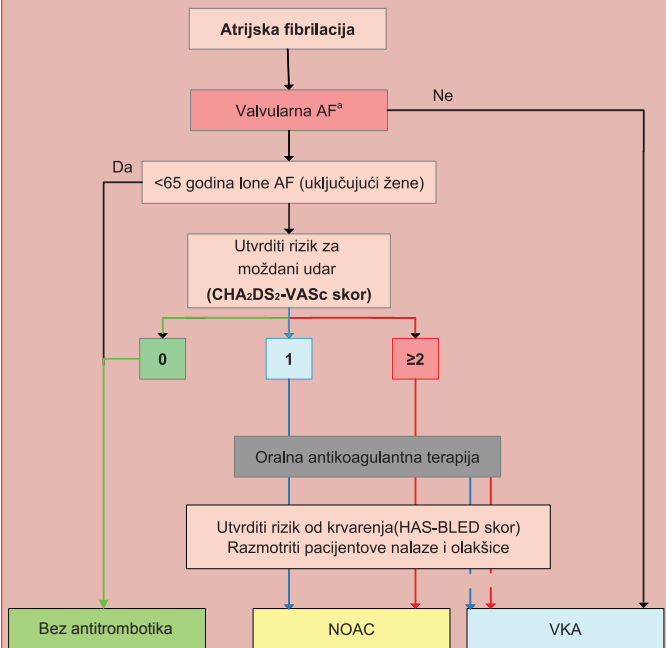 Atrijska fibrilacija
Valvularna AFᵃ
Ne
Da
<65 godina lone AF (uključujući žene)
Utvrditi rizik za
moždani udar
(CHA₂DS₂-VASc skor)
0
1
≥2
Oralna antikoagulantna terapija
Utvrditi rizik od krvarenja(HAS-BLED skor)
Razmotriti pacijentove nalaze i olakšice
Bez antitrombotika
NOAC
VKA